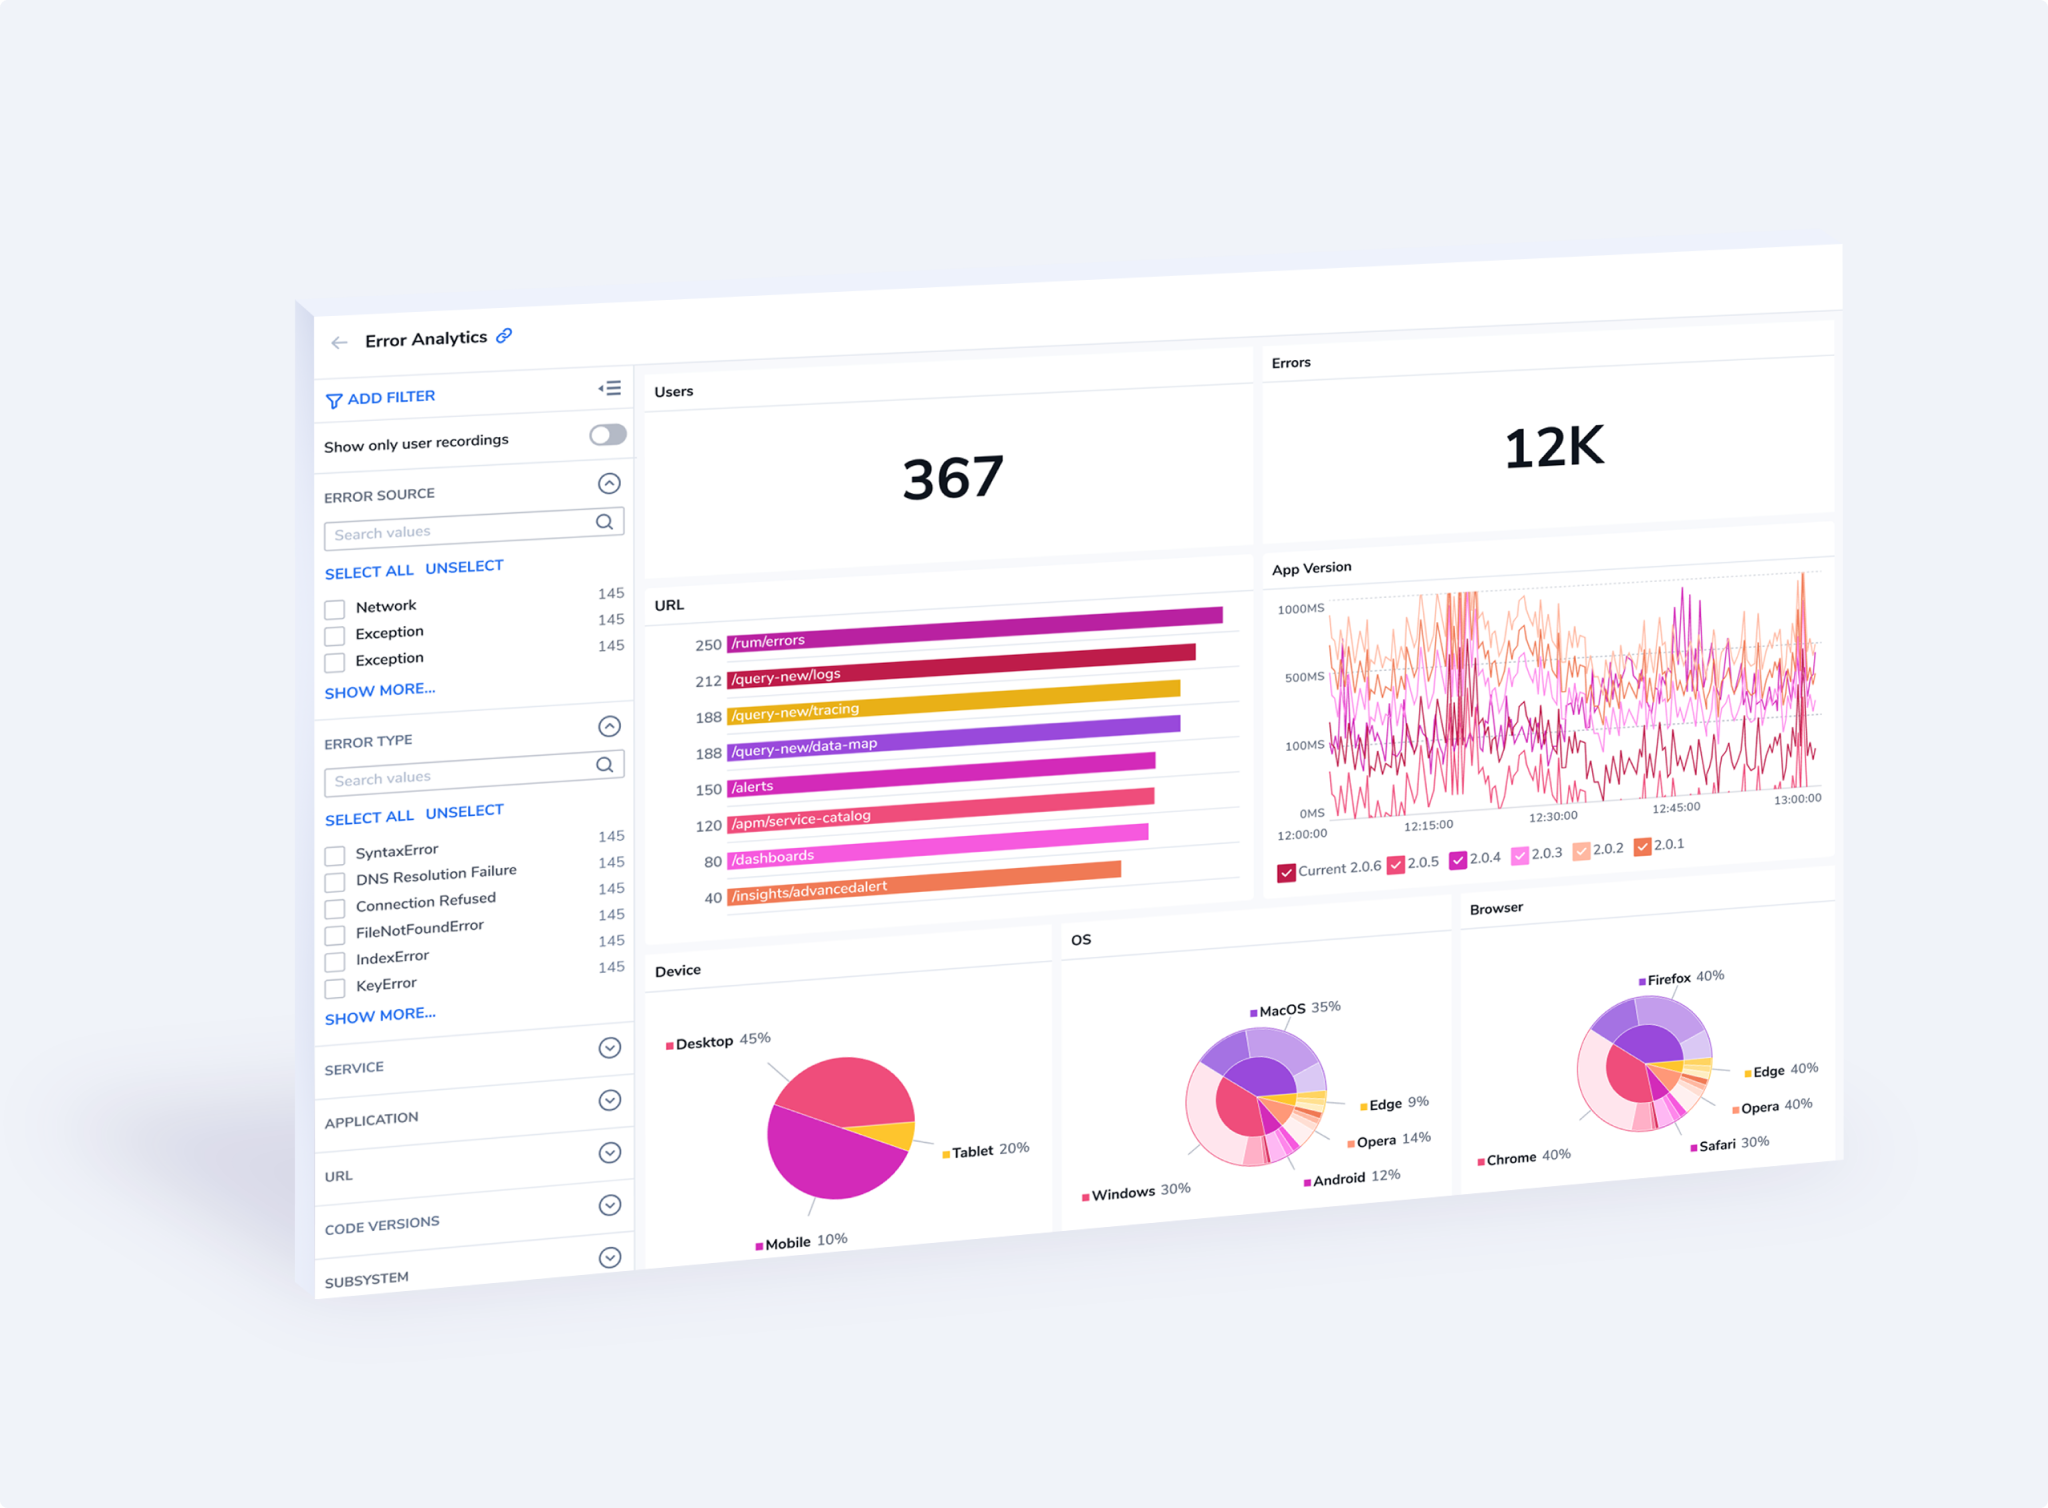 Error Analytics
ADD FILTER
Show only user recordings
ERROR SOURCE
Search values
SELECT ALL UNSELECT
Network 145
Exception 145
Exception 145
SHOW MORE...
ERROR TYPE
Search values
SELECT ALL UNSELECT
SyntaxError 145
DNS Resolution Failure 145
Connection Refused 145
FileNotFoundError 145
IndexError 145
KeyError 145
SHOW MORE...
SERVICE
APPLICATION
URL
CODE VERSIONS
SUBSYSTEM
Users
367
Errors
12K
URL
250 /rum/errors
212 /query-new/logs
188 /query-new/tracing
188 /query-new/data-map
150 /alerts
120 /apm/service-catalog
80 /dashboards
40 /insights/advancedalert
App Version
1000MS
500MS
100MS
0MS
12:00:00 12:15:00 12:30:00 12:45:00 13:00:00
Current 2.0.6 2.0.5 2.0.4 2.0.3 2.0.2 2.0.1
Device
Desktop 45%
Tablet 20%
Mobile 10%
OS
MacOS 35%
Edge 9%
Opera 14%
Android 12%
Windows 30%
Browser
Firefox 40%
Edge 40%
Opera 40%
Safari 30%
Chrome 40%